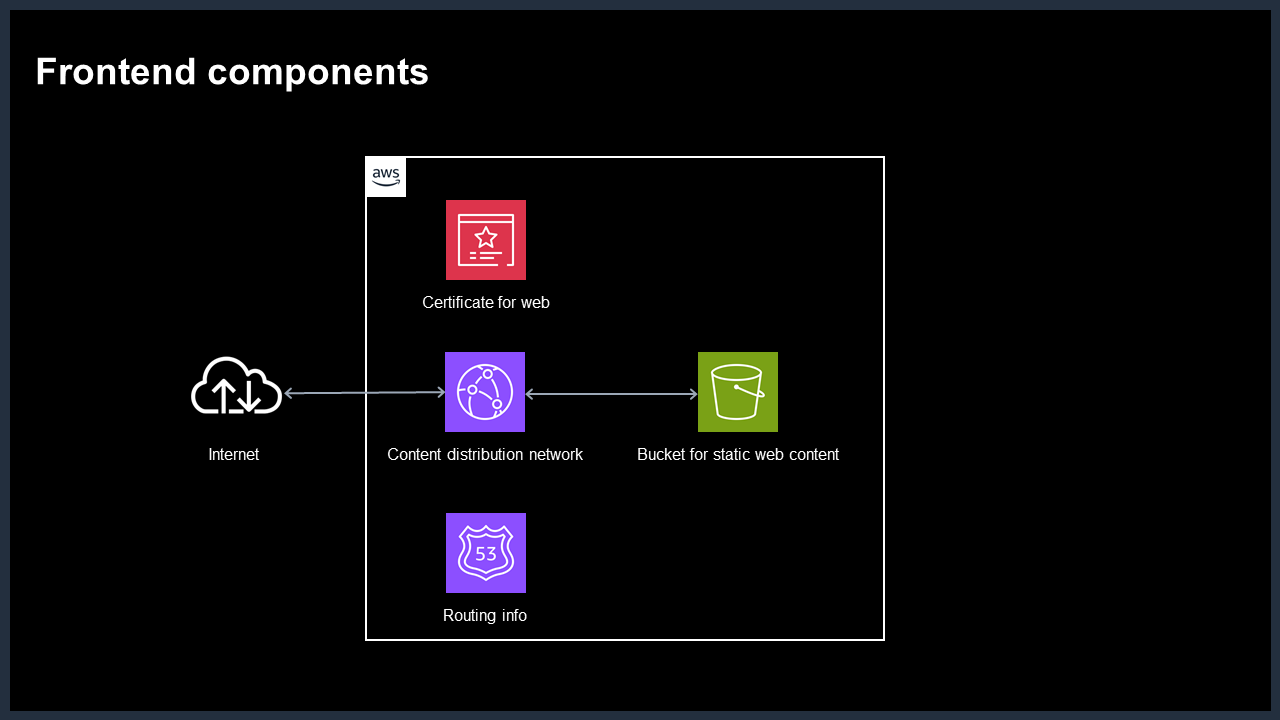 Frontend components
aws
Certificate for web
Internet
Content distribution network
Bucket for static web content
53
Routing info